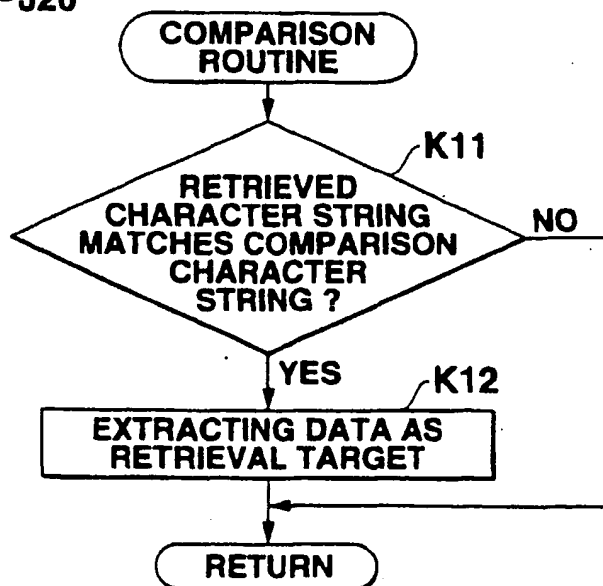 COMPARISON
ROUTINE
K11
RETRIEVED
CHARACTER STRING
MATCHES COMPARISON
CHARACTER
STRING ?
NO
YES
K12
EXTRACTING DATA AS
RETRIEVAL TARGET
RETURN